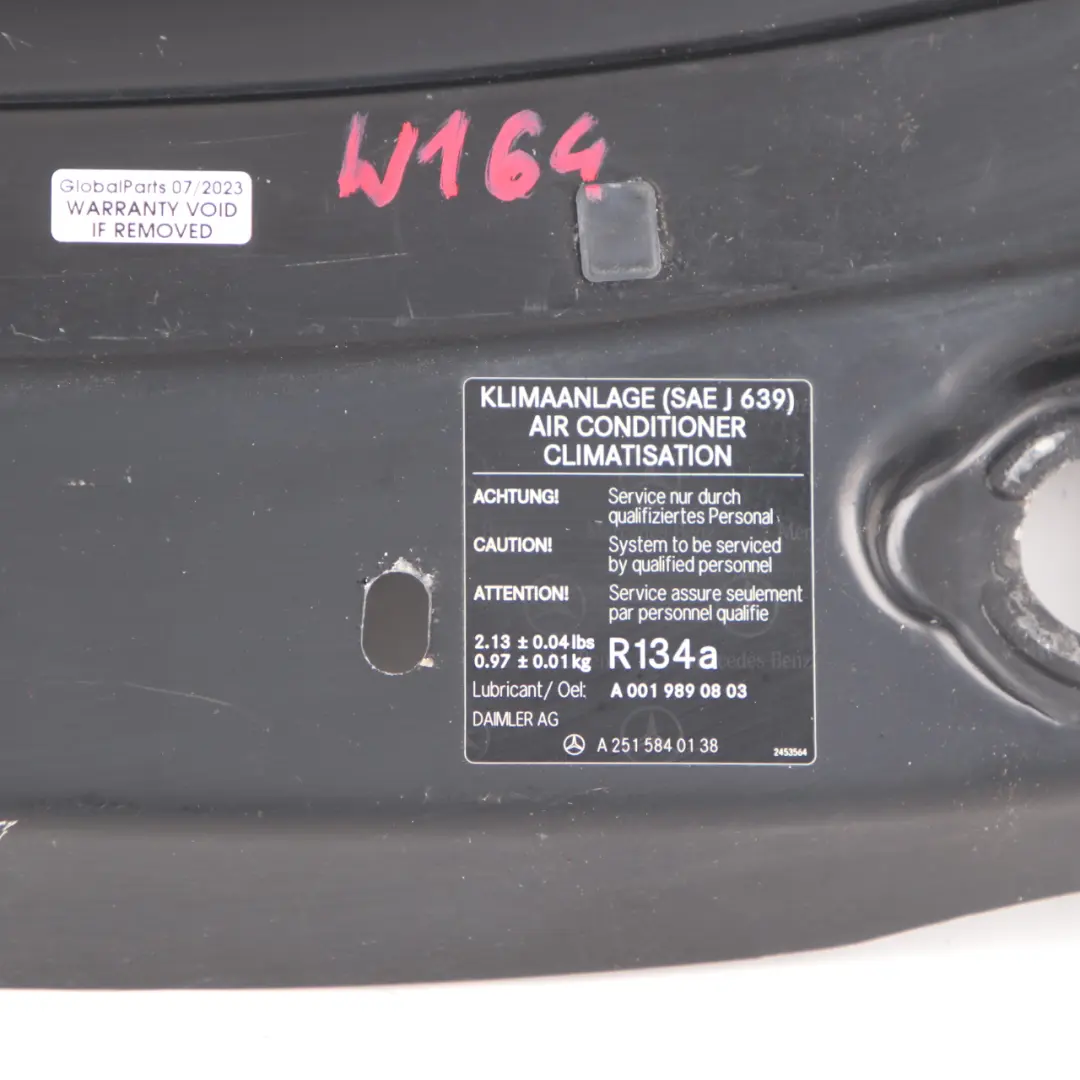 W164
GlobalParts 07/2023
WARRANTY VOID
IF REMOVED
KLIMAANLAGE (SAE J 639)
AIR CONDITIONER
CLIMATISATION
ACHTUNG! Service nur durch
qualifiziertes Personal
CAUTION! System to be serviced
by qualified personnel
ATTENTION! Service assure seulement
par personnel qualifie
2.13 ± 0.04 lbs
0.97 ± 0.01 kg R134a
Lubricant/ Oel: A 001 989 08 03
DAIMLER AG
A 251 584 01 38 2453564